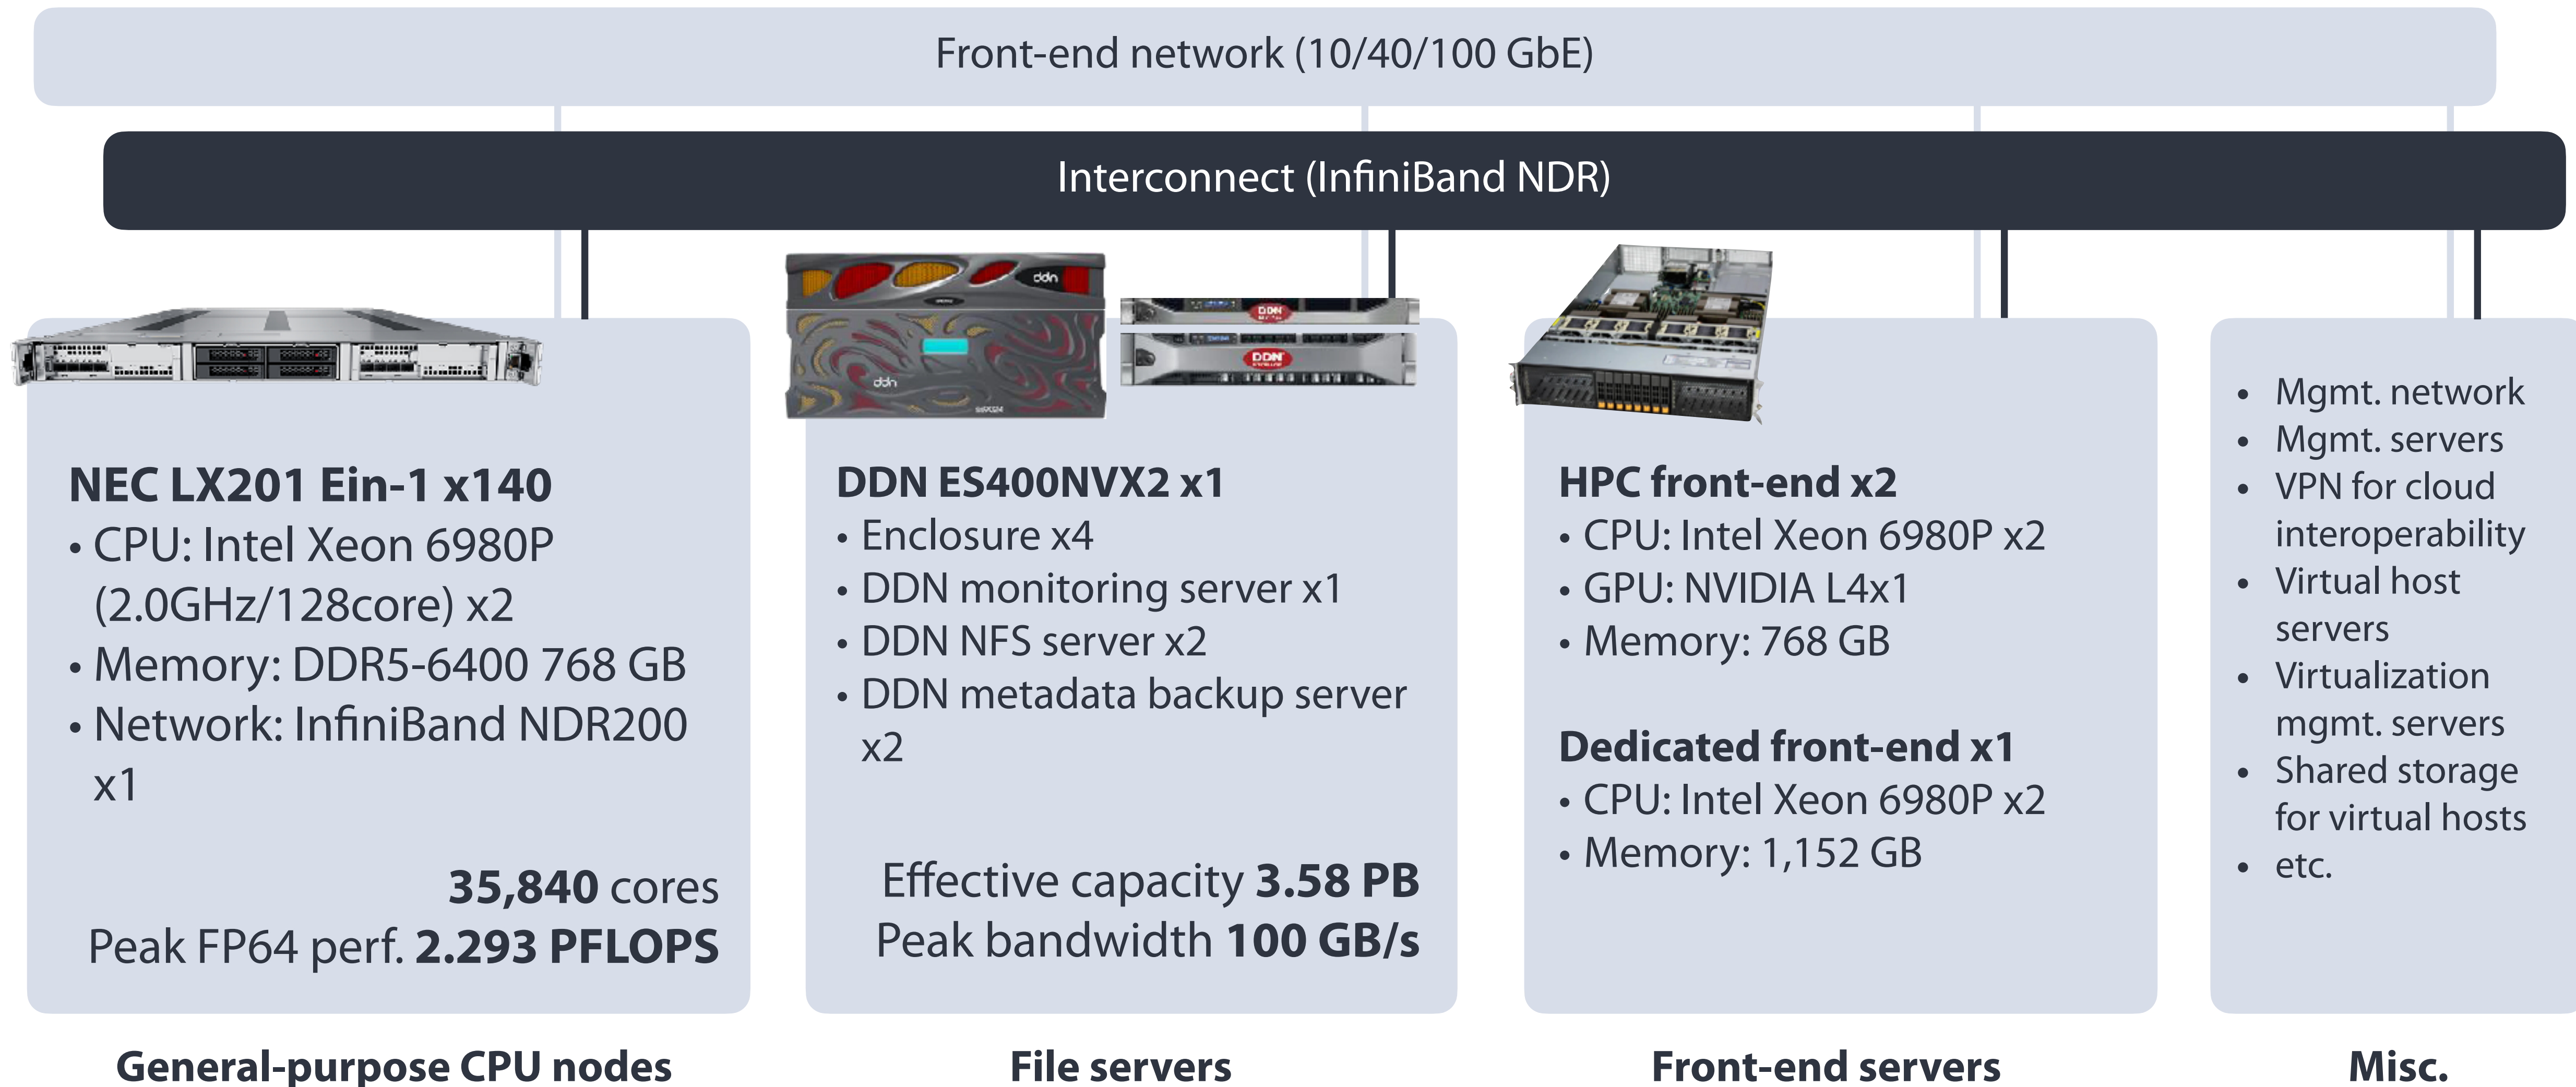 Front-end network (10/40/100 GbE)
Interconnect (InfiniBand NDR)
ddn
ddn
DDN
DDN
NEC LX201 Ein-1 x140
• CPU: Intel Xeon 6980P
(2.0GHz/128core) x2
• Memory: DDR5-6400 768 GB
• Network: InfiniBand NDR200
x1
35,840 cores
Peak FP64 perf. 2.293 PFLOPS
General-purpose CPU nodes
DDN ES400NVX2 x1
• Enclosure x4
• DDN monitoring server x1
• DDN NFS server x2
• DDN metadata backup server
x2
Effective capacity 3.58 PB
Peak bandwidth 100 GB/s
File servers
HPC front-end x2
• CPU: Intel Xeon 6980P x2
• GPU: NVIDIA L4x1
• Memory: 768 GB
Dedicated front-end x1
• CPU: Intel Xeon 6980P x2
• Memory: 1,152 GB
Front-end servers
• Mgmt. network
• Mgmt. servers
• VPN for cloud
interoperability
• Virtual host
servers
• Virtualization
mgmt. servers
• Shared storage
for virtual hosts
• etc.
Misc.